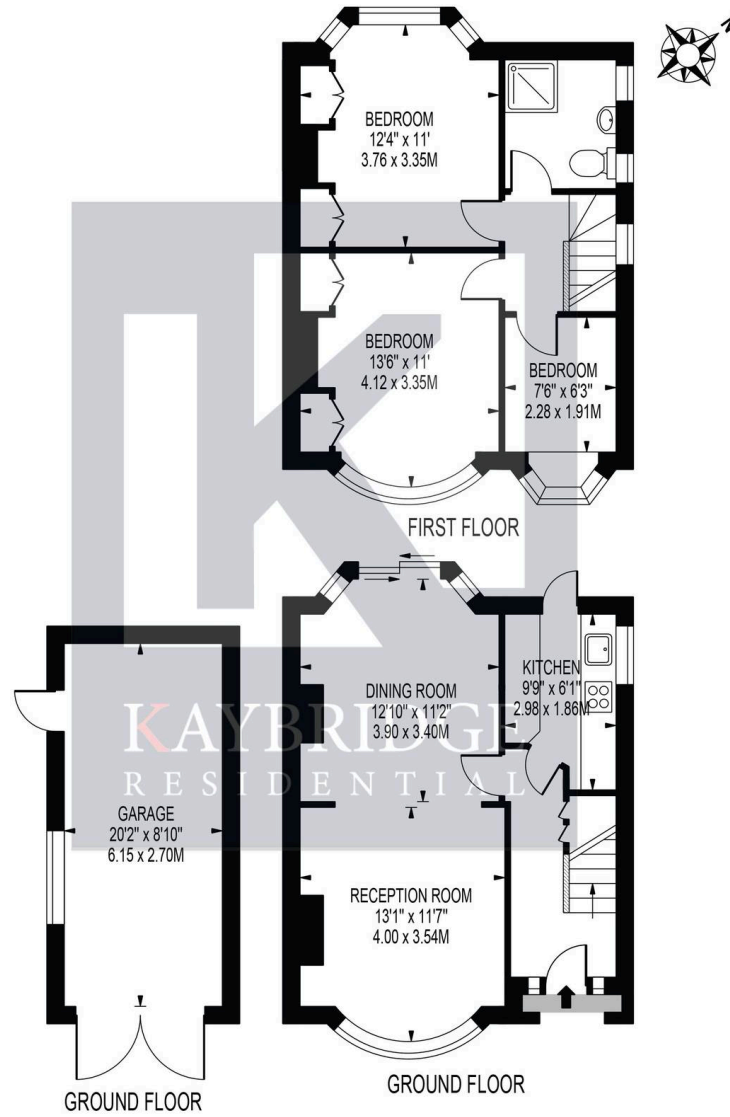 N
BEDROOM
12'4" x 11'
3.76 x 3.35M
BEDROOM
13'6" x 11'
4.12 x 3.35M
BEDROOM
7'6" x 6'3"
2.28 x 1.91M
FIRST FLOOR
KITCHEN
9'9" x 6'1"
2.98 x 1.86M
DINING ROOM
12'10" x 11'2"
3.90 x 3.40M
KAYBRIDGE
RESIDENTIAL
GARAGE
20'2" x 8'10"
6.15 x 2.70M
RECEPTION ROOM
13'1" x 11'7"
4.00 x 3.54M
GROUND FLOOR
GROUND FLOOR